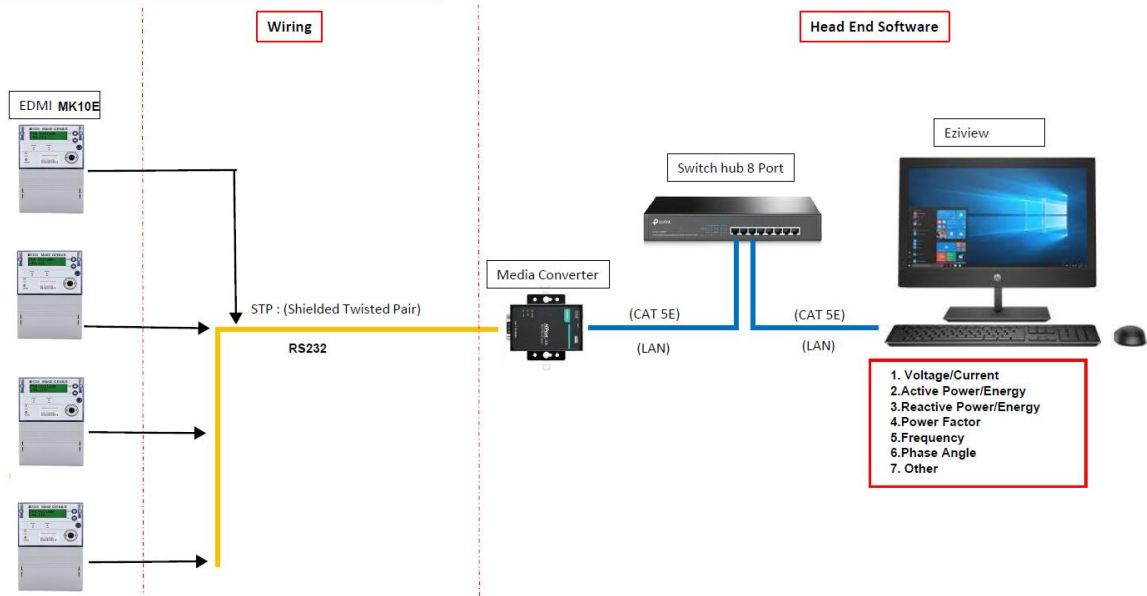 Wiring
Head End Software
EDMI MK10E
Eziview
Switch hub 8 Port
Media Converter
STP : (Shielded Twisted Pair)
RS232
(CAT 5E)
(LAN)
(CAT 5E)
(LAN)
1. Voltage/Current
2.Active Power/Energy
3.Reactive Power/Energy
4.Power Factor
5.Frequency
6.Phase Angle
7. Other